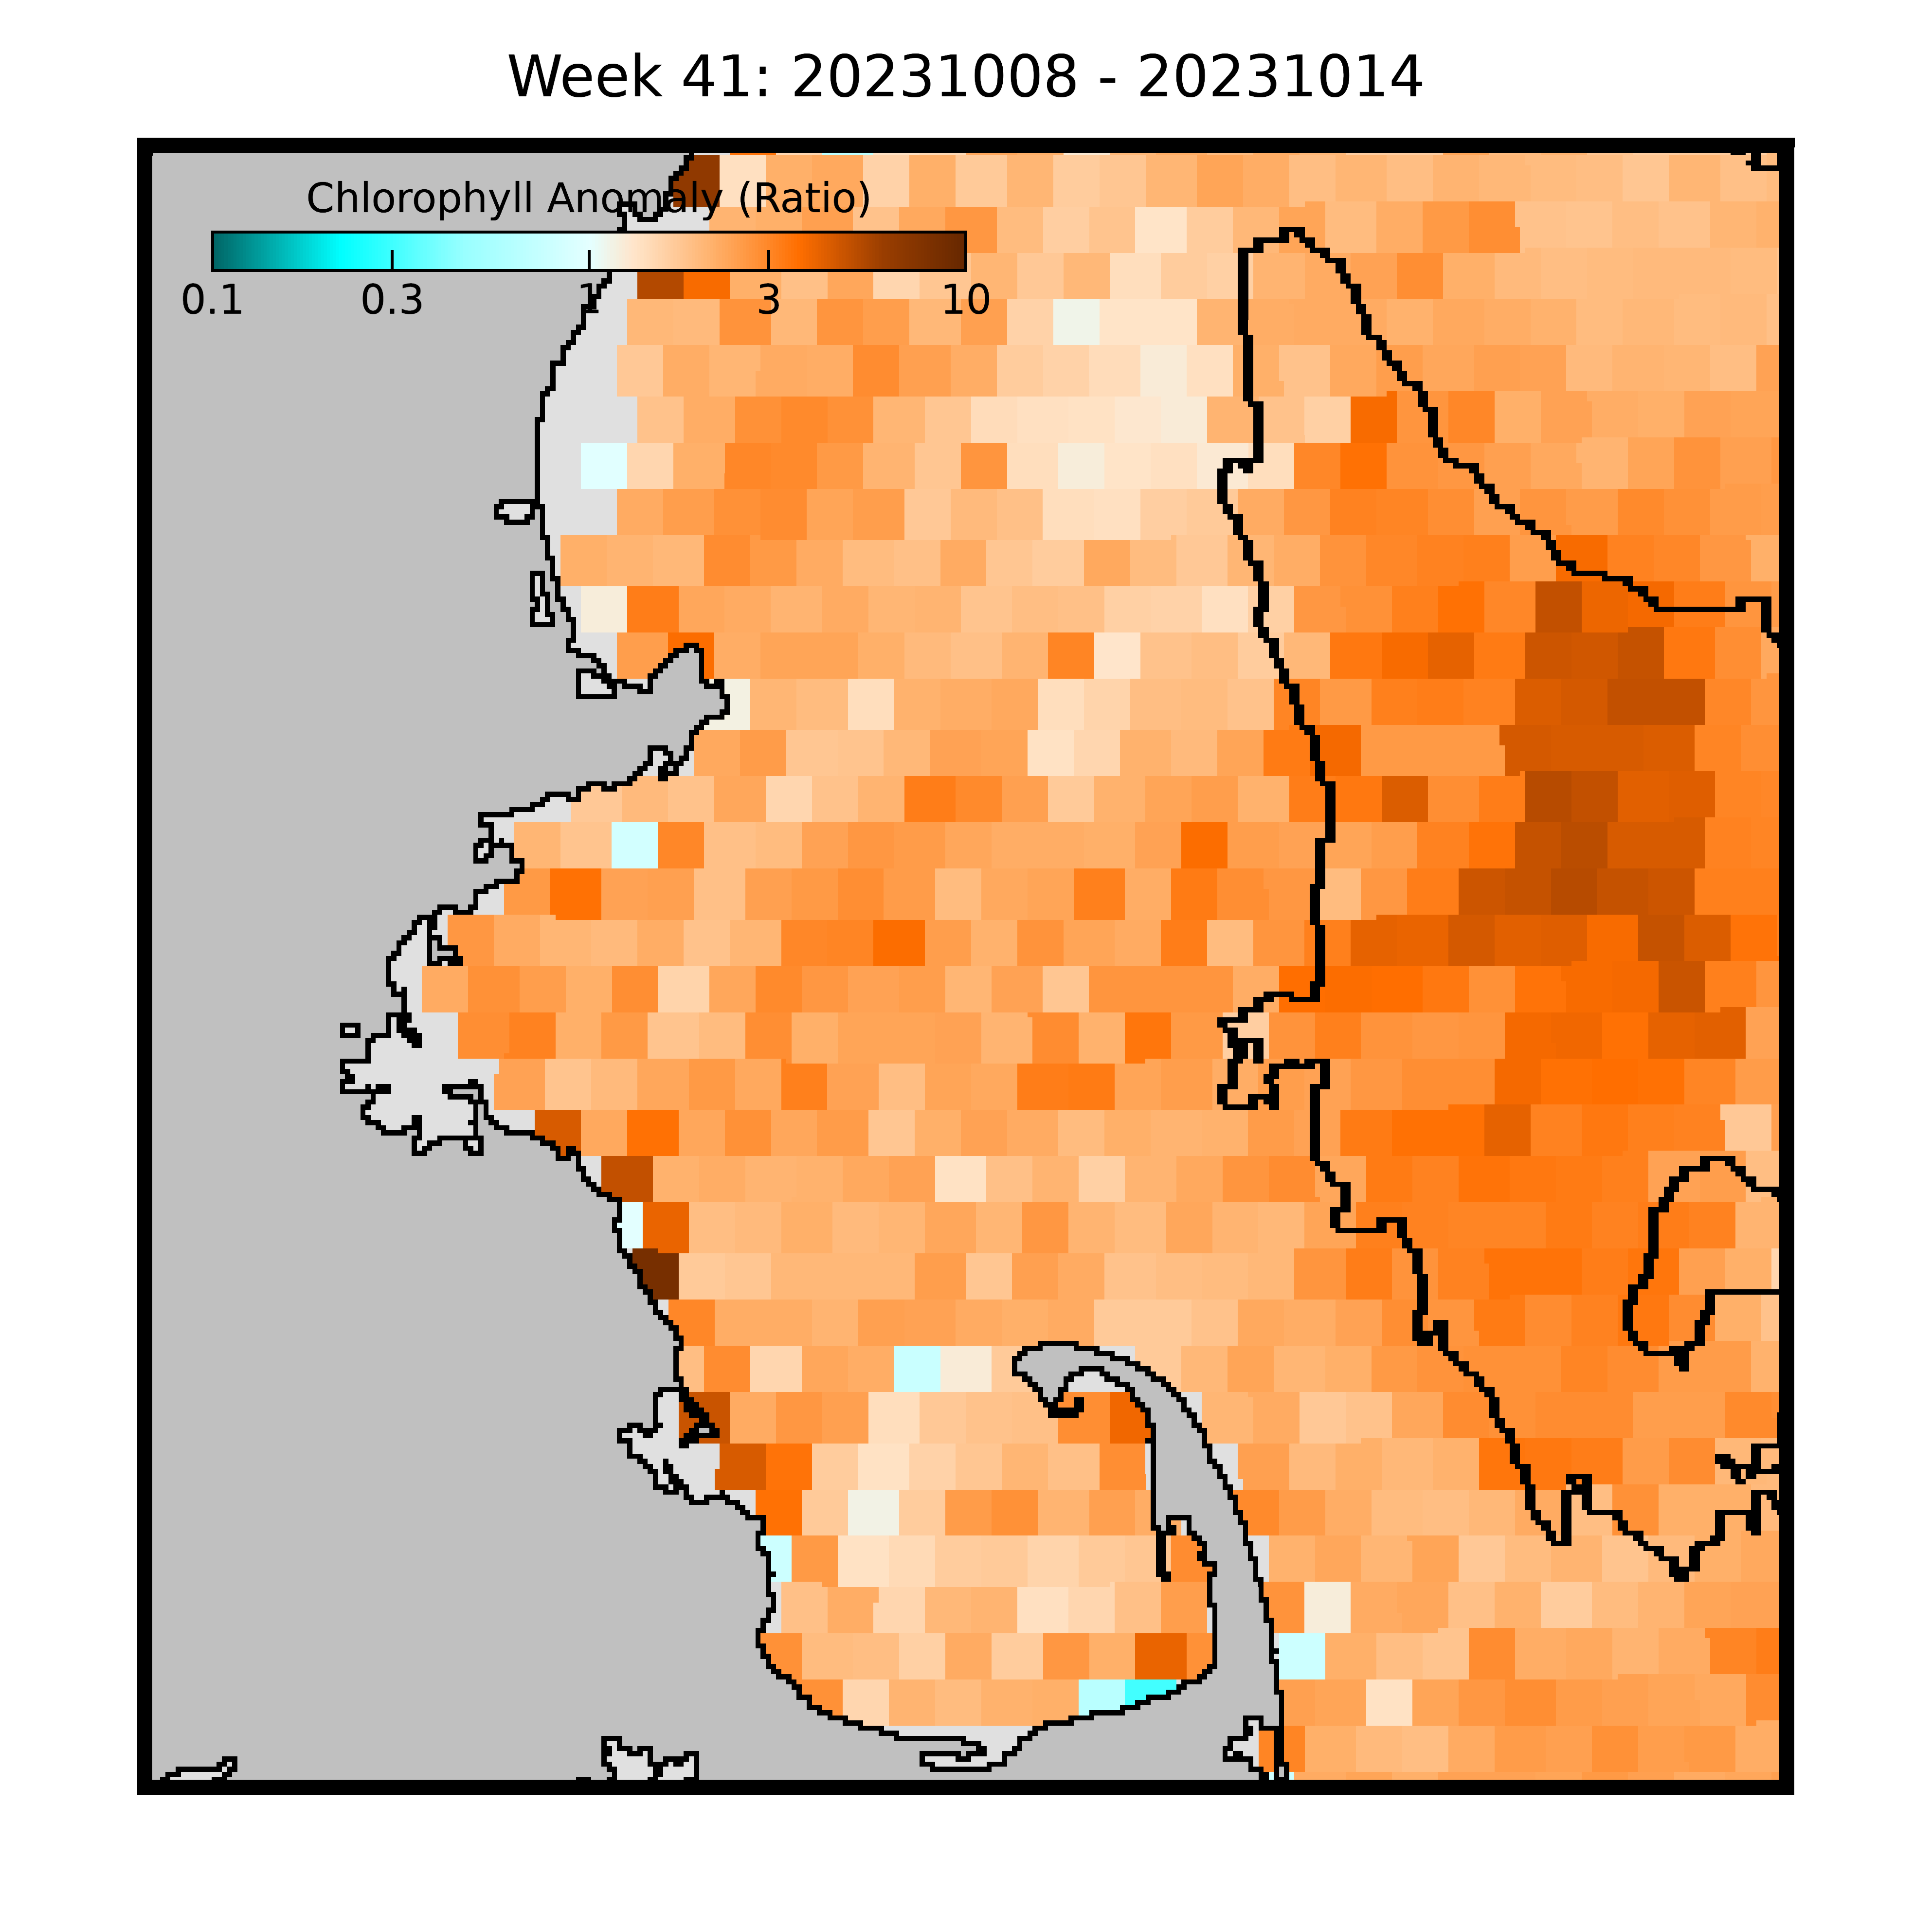 Week 41: 20231008 - 20231014
Chlorophyll Anomaly (Ratio)
0.1 0.3 1 3 10